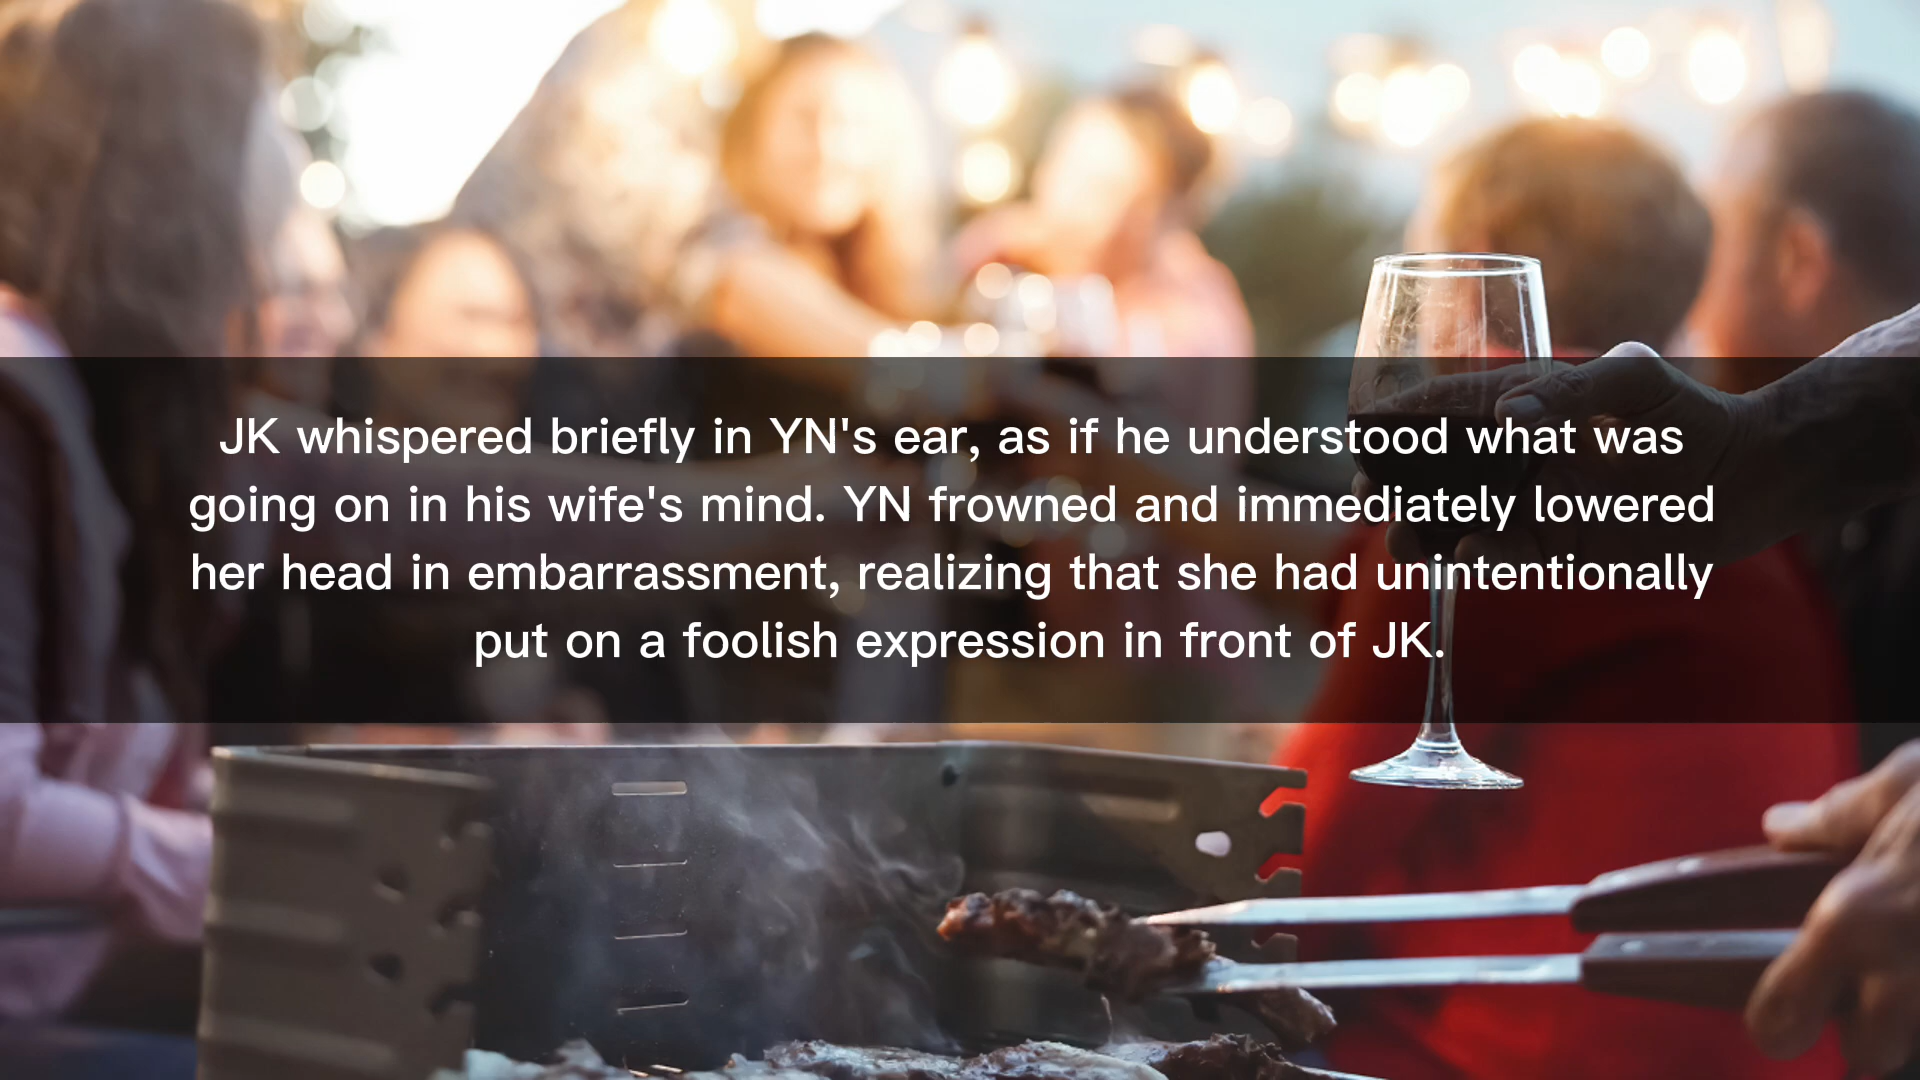 JK whispered briefly in YN's ear, as if he understood what was
going on in his wife's mind. YN frowned and immediately lowered
her head in embarrassment, realizing that she had unintentionally
put on a foolish expression in front of JK.